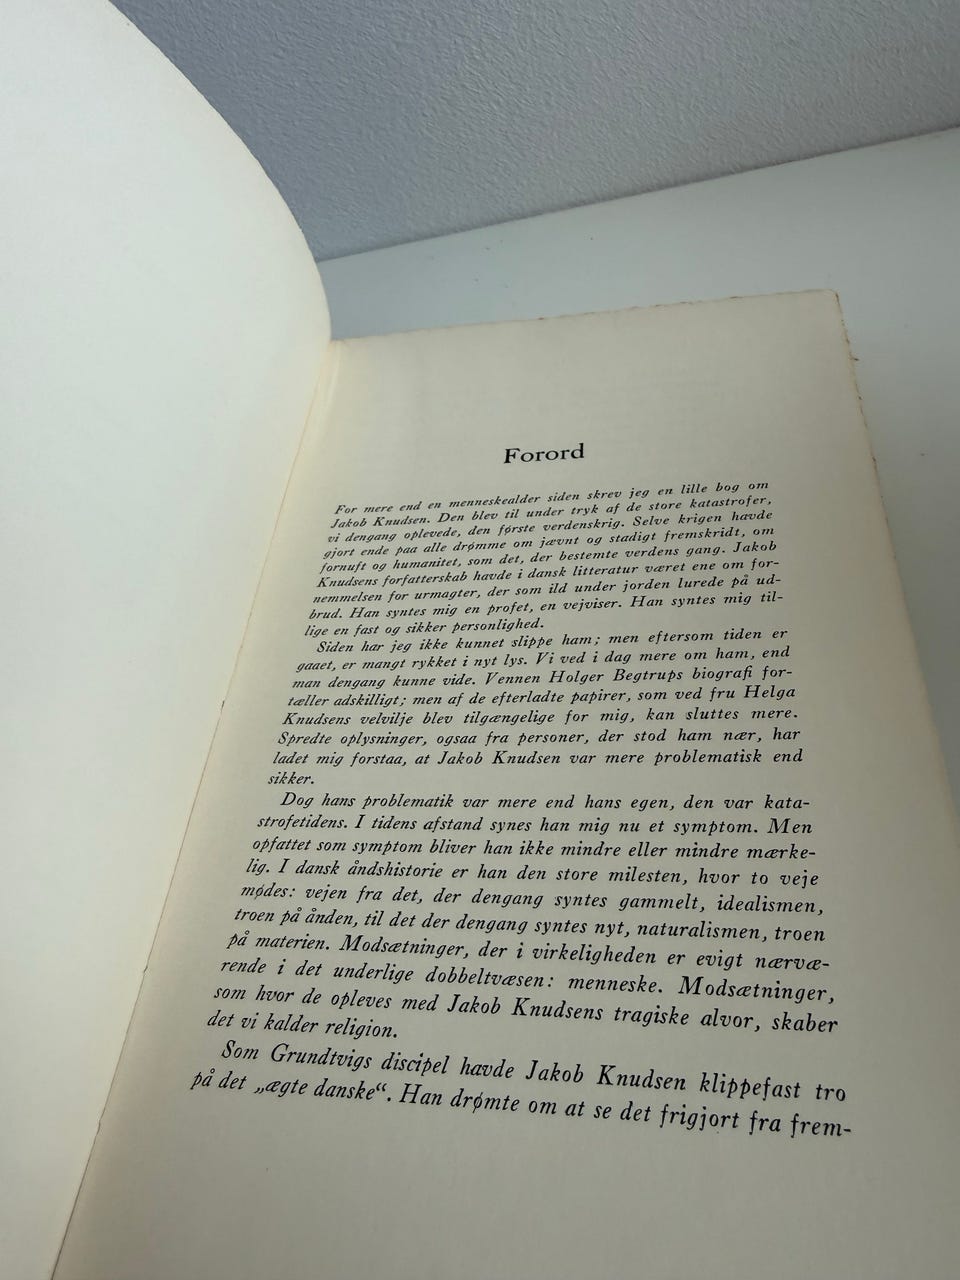 Forord
For mere end en menneskealder siden skrev jeg en lille bog om
Jakob Knudsen. Den blev til under tryk af de store katastrofer,
vi dengang oplevede, den første verdenskrig. Selve krigen havde
gjort ende paa alle drømme om jævnt og stadigt fremskridt, om
fornuft og humanitet, som det, der bestemte verdens gang. Jakob
Knudsens forfatterskab havde i dansk litteratur været ene om for-
nemmelsen for urmagter, der som ild under jorden lurede på ud-
brud. Han syntes mig en profet, en vejviser. Han syntes mig til-
lige en fast og sikker personlighed.
Siden har jeg ikke kunnet slippe ham; men eftersom tiden er
gaaet, er mangt rykket i nyt lys. Vi ved i dag mere om ham, end
man dengang kunne vide. Vennen Holger Begtrups biografi for-
tæller adskilligt; men af de efterladte papirer, som ved fru Helga
Knudsens velvilje blev tilgængelige for mig, kan sluttes mere.
Spredte oplysninger, ogsaa fra personer, der stod ham nær, har
ladet mig forstaa, at Jakob Knudsen var mere problematisk end
sikker.
Dog hans problematik var mere end hans egen, den var kata-
strofetidens. I tidens afstand synes han mig nu et symptom. Men
opfattet som symptom bliver han ikke mindre eller mindre mærke-
lig. I dansk åndshistorie er han den store milesten, hvor to veje
mødes: vejen fra det, der dengang syntes gammelt, idealismen,
troen på ånden, til det der dengang syntes nyt, naturalismen, troen
på materien. Modsætninger, der i virkeligheden er evigt nærvæ-
rende i det underlige dobbeltvæsen: menneske. Modsætninger,
som hvor de opleves med Jakob Knudsens tragiske alvor, skaber
det vi kalder religion.
Som Grundtvigs discipel havde Jakob Knudsen klippefast tro
på det „ægte danske“. Han drømte om at se det frigjort fra frem-